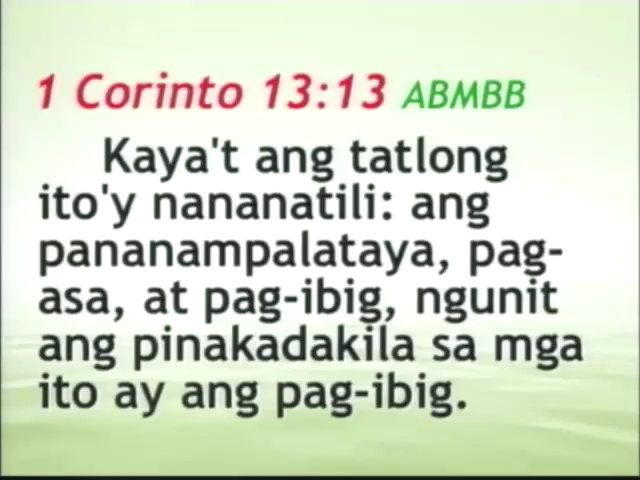 1 Corinto 13:13 ABMBB
Kaya't ang tatlong
ito'y nananatili: ang
pananampalataya, pag-
asa, at pag-ibig, ngunit
ang pinakadakila sa mga
ito ay ang pag-ibig.